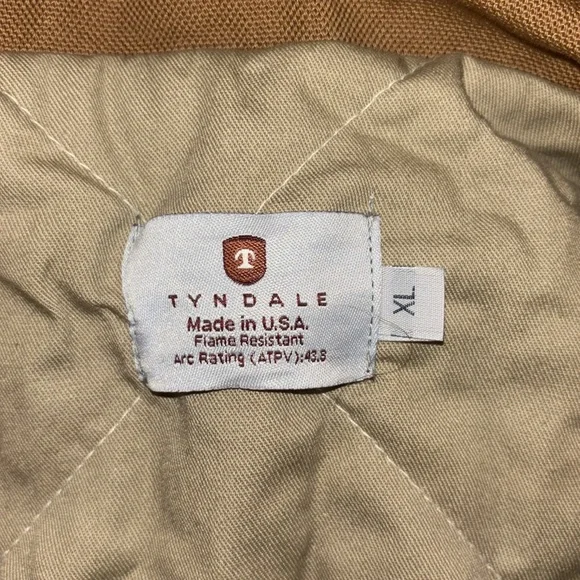 T
TYNDALE
Made in U.S.A.
Flame Resistant
Arc Rating (ATPV):43.8
XL